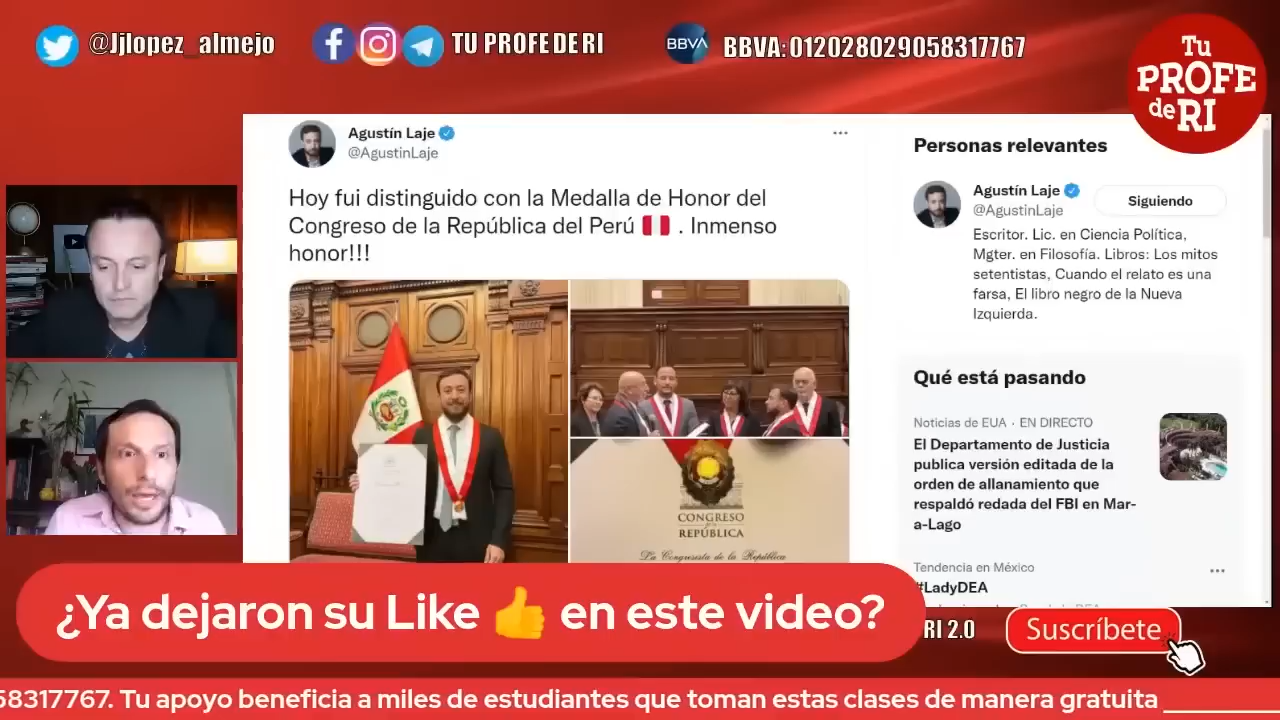 @Jjlopez_almejo
TU PROFE DE RI
BBVA
BBVA: 012028029058317767
Tu
PROFE
de RI
Agustín Laje
@AgustinLaje
Hoy fui distinguido con la Medalla de Honor del
Congreso de la República del Perú 🇵🇪 . Inmenso
honor!!!
CONGRESO
REPÚBLICA
La Congresista de la República
Personas relevantes
Agustín Laje
@AgustinLaje
Siguiendo
Escritor. Lic. en Ciencia Política,
Mgter. en Filosofía. Libros: Los mitos
setentistas, Cuando el relato es una
farsa, El libro negro de la Nueva
Izquierda.
Qué está pasando
Noticias de EUA · EN DIRECTO
El Departamento de Justicia
publica versión editada de la
orden de allanamiento que
respaldó redada del FBI en Mar-
a-Lago
Tendencia en México
#LadyDEA
¿Ya dejaron su Like 👍 en este video?
RI 2.0
Suscríbete
58317767. Tu apoyo beneficia a miles de estudiantes que toman estas clases de manera gratuita